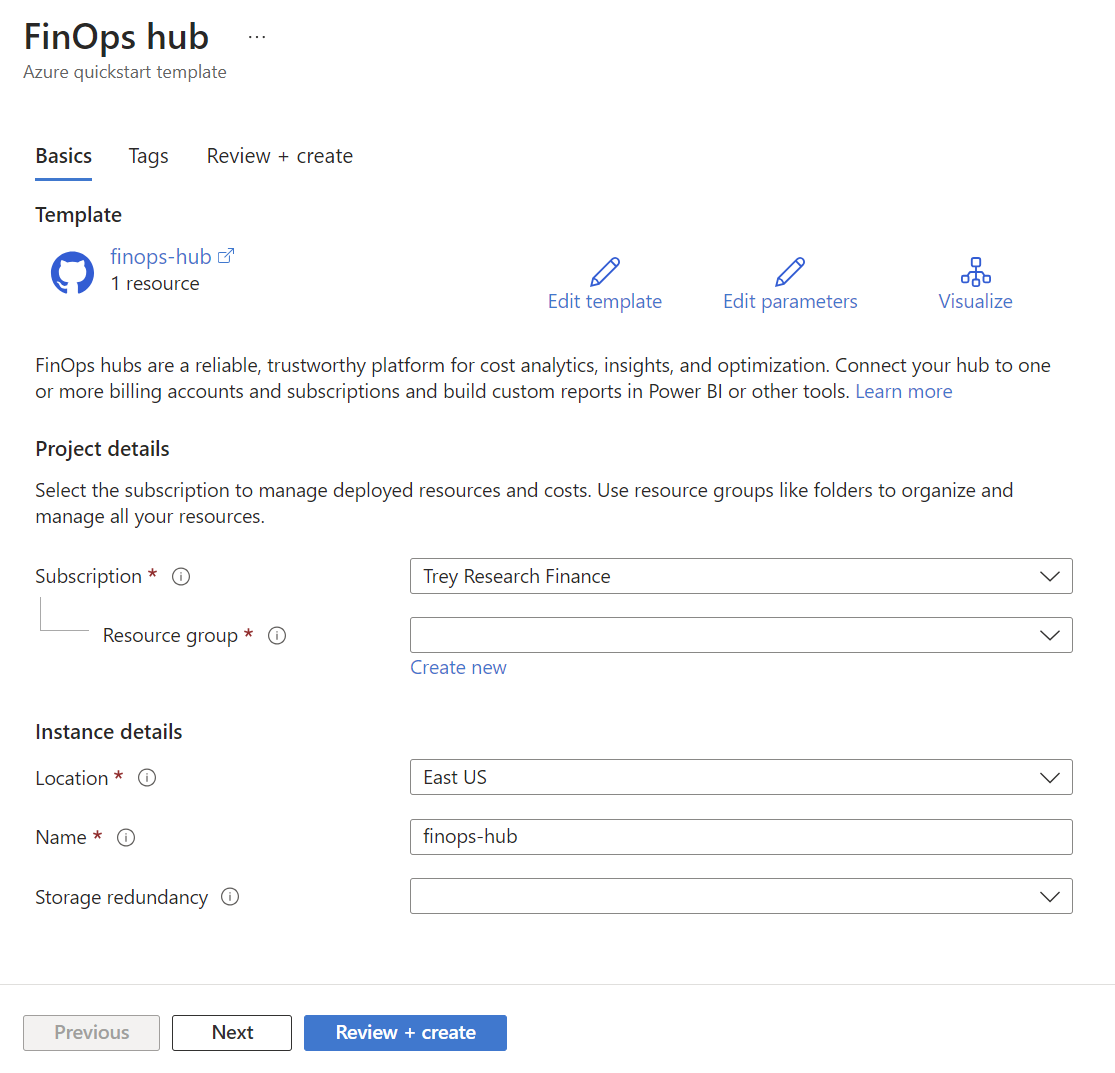 FinOps hub ...
Azure quickstart template
Basics Tags Review + create
Template
finops-hub
1 resource
Edit template Edit parameters Visualize
FinOps hubs are a reliable, trustworthy platform for cost analytics, insights, and optimization. Connect your hub to one
or more billing accounts and subscriptions and build custom reports in Power BI or other tools. Learn more
Project details
Select the subscription to manage deployed resources and costs. Use resource groups like folders to organize and
manage all your resources.
Subscription * Trey Research Finance
Resource group *
Create new
Instance details
Location * East US
Name * finops-hub
Storage redundancy
Previous Next Review + create